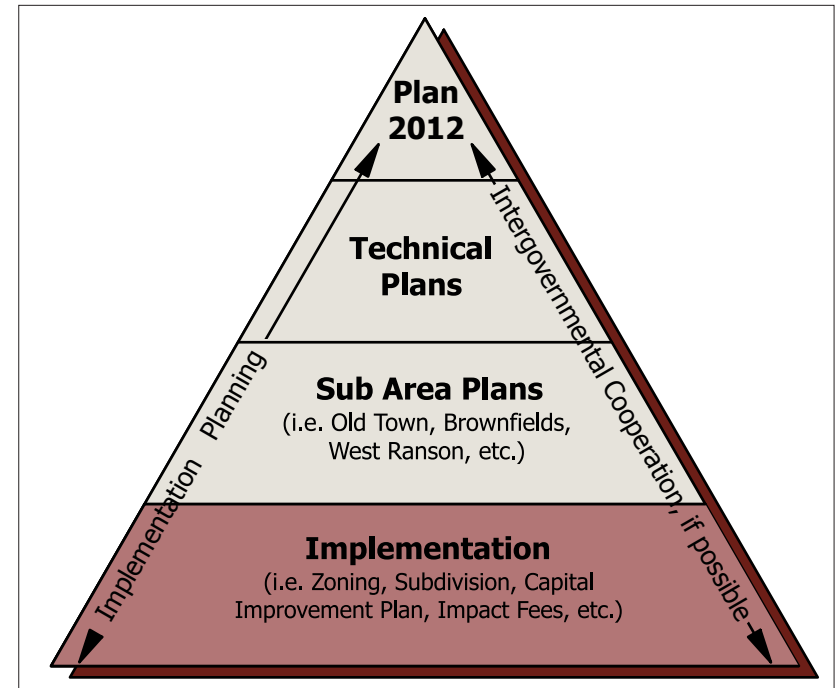 Plan
2012
Technical
Plans
Sub Area Plans
(i.e. Old Town, Brownfields,
West Ranson, etc.)
Implementation
(i.e. Zoning, Subdivision, Capital
Improvement Plan, Impact Fees, etc.)
Implementation Planning
Intergovernmental Cooperation, if possible